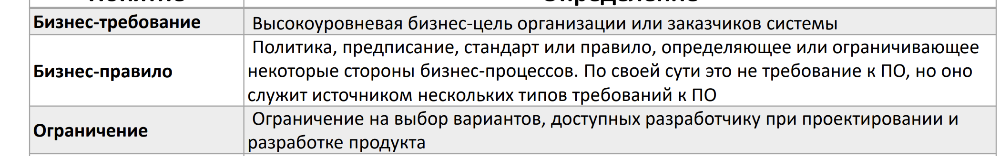 Понятие Определение
Бизнес-требование Высокоуровневая бизнес-цель организации или заказчиков системы
Бизнес-правило Политика, предписание, стандарт или правило, определяющее или ограничивающее
некоторые стороны бизнес-процессов. По своей сути это не требование к ПО, но оно
служит источником нескольких типов требований к ПО
Ограничение Ограничение на выбор вариантов, доступных разработчику при проектировании и
разработке продукта